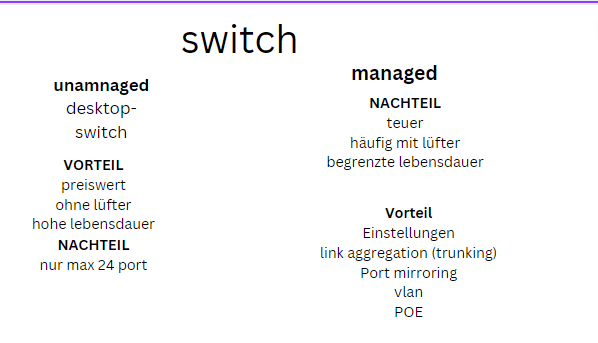 switch
unamnaged
desktop-
switch
VORTEIL
preiswert
ohne lüfter
hohe lebensdauer
NACHTEIL
nur max 24 port
managed
NACHTEIL
teuer
häufig mit lüfter
begrenzte lebensdauer
Vorteil
Einstellungen
link aggregation (trunking)
Port mirroring
vlan
POE